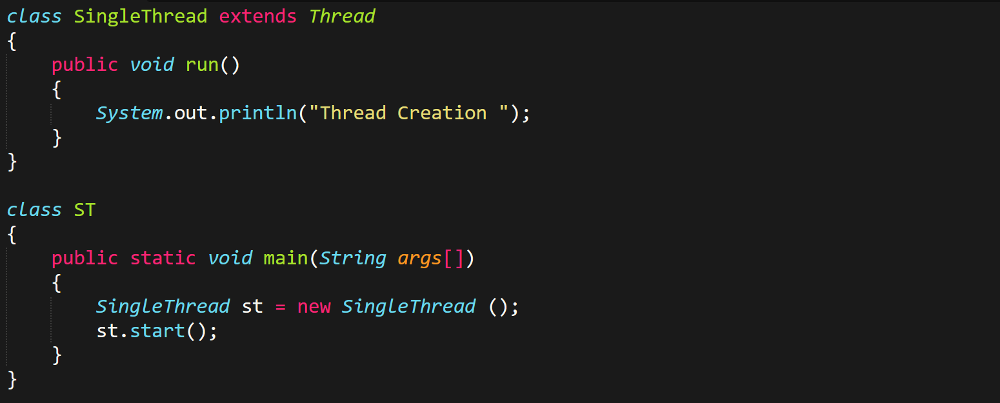 class SingleThread extends Thread
{
    public void run()
    {
        System.out.println("Thread Creation ");
    }
}

class ST
{
    public static void main(String args[])
    {
        SingleThread st = new SingleThread ();
        st.start();
    }
}